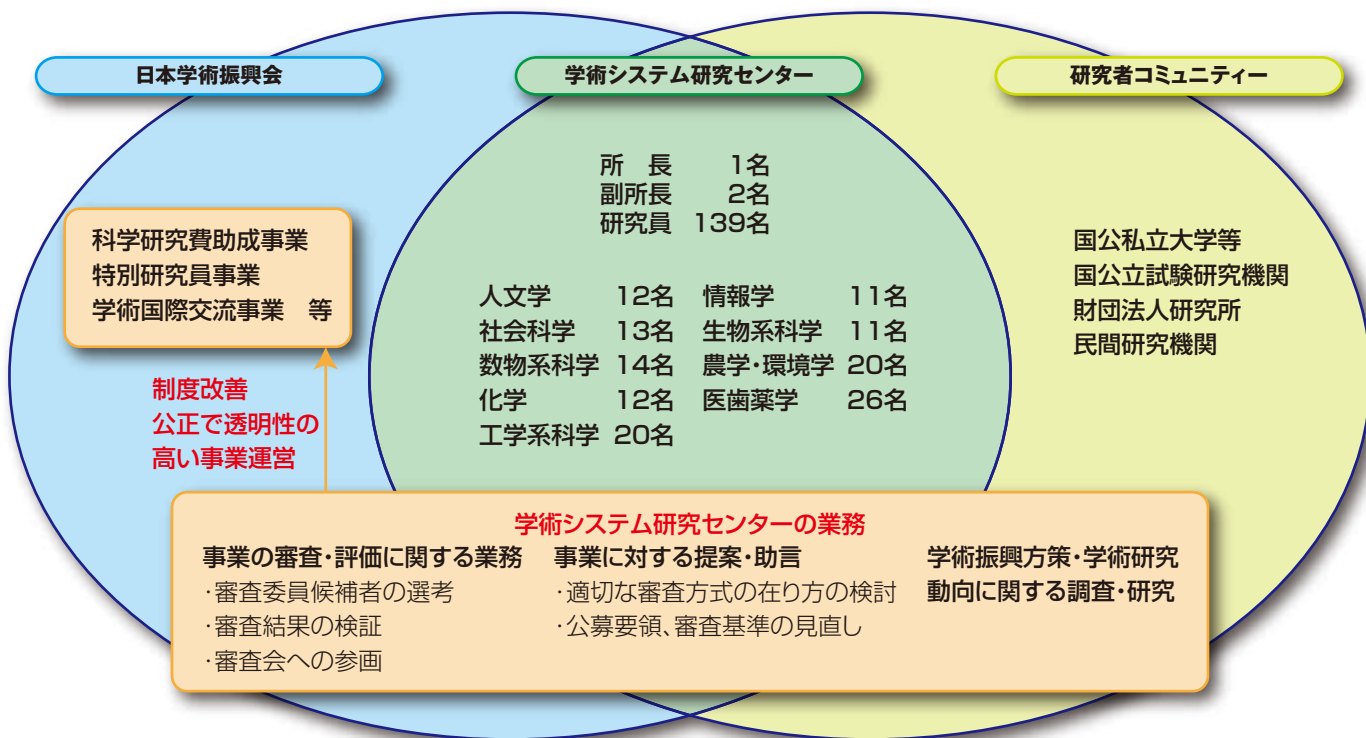 日本学術振興会
学術システム研究センター
研究者コミュニティー
所　長　1名
副所長　2名
研究員　139名
科学研究費助成事業
特別研究員事業
学術国際交流事業　等
人文学　12名　情報学　11名
社会科学　13名　生物系科学　11名
数物系科学　14名　農学・環境学　20名
化学　12名　医歯薬学　26名
工学系科学　20名
国公私立大学等
国公立試験研究機関
財団法人研究所
民間研究機関
制度改善
公正で透明性の
高い事業運営
学術システム研究センターの業務
事業の審査・評価に関する業務
・審査委員候補者の選考
・審査結果の検証
・審査会への参画
事業に対する提案・助言
・適切な審査方式の在り方の検討
・公募要領、審査基準の見直し
学術振興方策・学術研究
動向に関する調査・研究